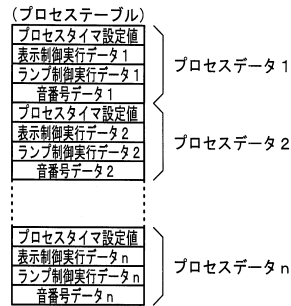 (プロセステーブル)
プロセスタイマ設定値
表示制御実行データ1
ランプ制御実行データ1
音番号データ1
プロセスデータ1
プロセスタイマ設定値
表示制御実行データ2
ランプ制御実行データ2
音番号データ2
プロセスデータ2
プロセスタイマ設定値
表示制御実行データn
ランプ制御実行データn
音番号データn
プロセスデータn